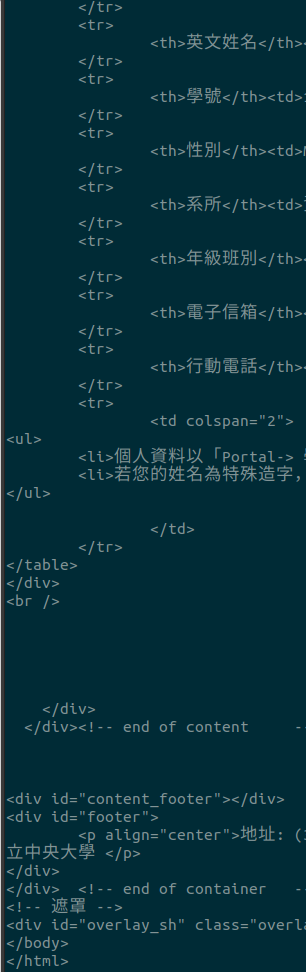 </tr>
<tr>
<th>英文姓名</th><
</tr>
<tr>
<th>學號</th><td>
</tr>
<tr>
<th>性別</th><td>
</tr>
<tr>
<th>系所</th><td>
</tr>
<tr>
<th>年級班別</th><
</tr>
<tr>
<th>電子信箱</th><
</tr>
<tr>
<th>行動電話</th><
</tr>
<tr>
<td colspan="2">
<ul>
<li>個人資料以「Portal->
<li>若您的姓名為特殊造字，
</ul>
</td>
</tr>
</table>
</div>
<br />
</div>
</div><!-- end of content --
<div id="content_footer"></div>
<div id="footer">
<p align="center">地址: (
立中央大學 </p>
</div>
</div> <!-- end of container --
<!-- 遮罩 -->
<div id="overlay_sh" class="overla
</body>
</html>